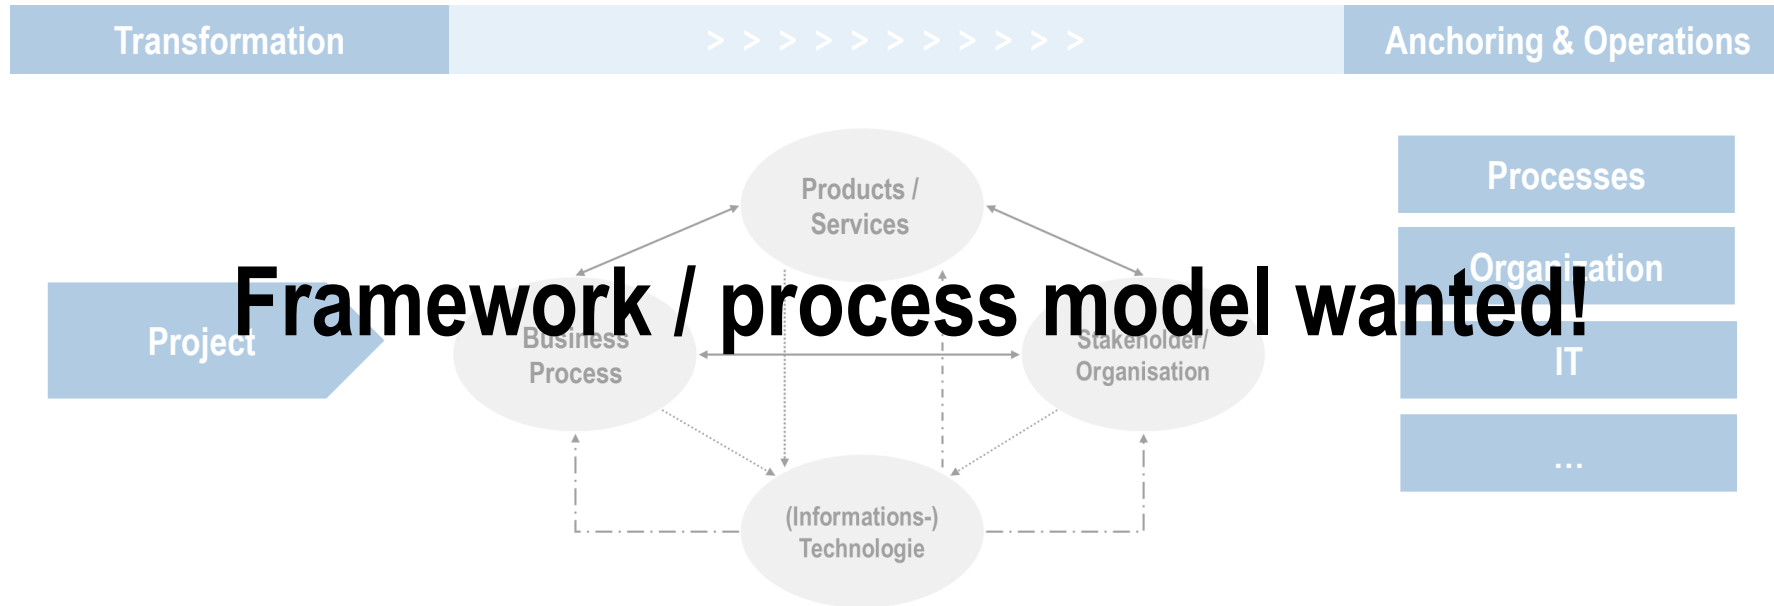 Transformation
> > > > > > > > > > >
Anchoring & Operations
Products /
Services
Processes
Organization
Framework / process model wanted!
Project
Business
Process
Stakeholder/
Organisation
IT
...
(Informations-)
Technologie